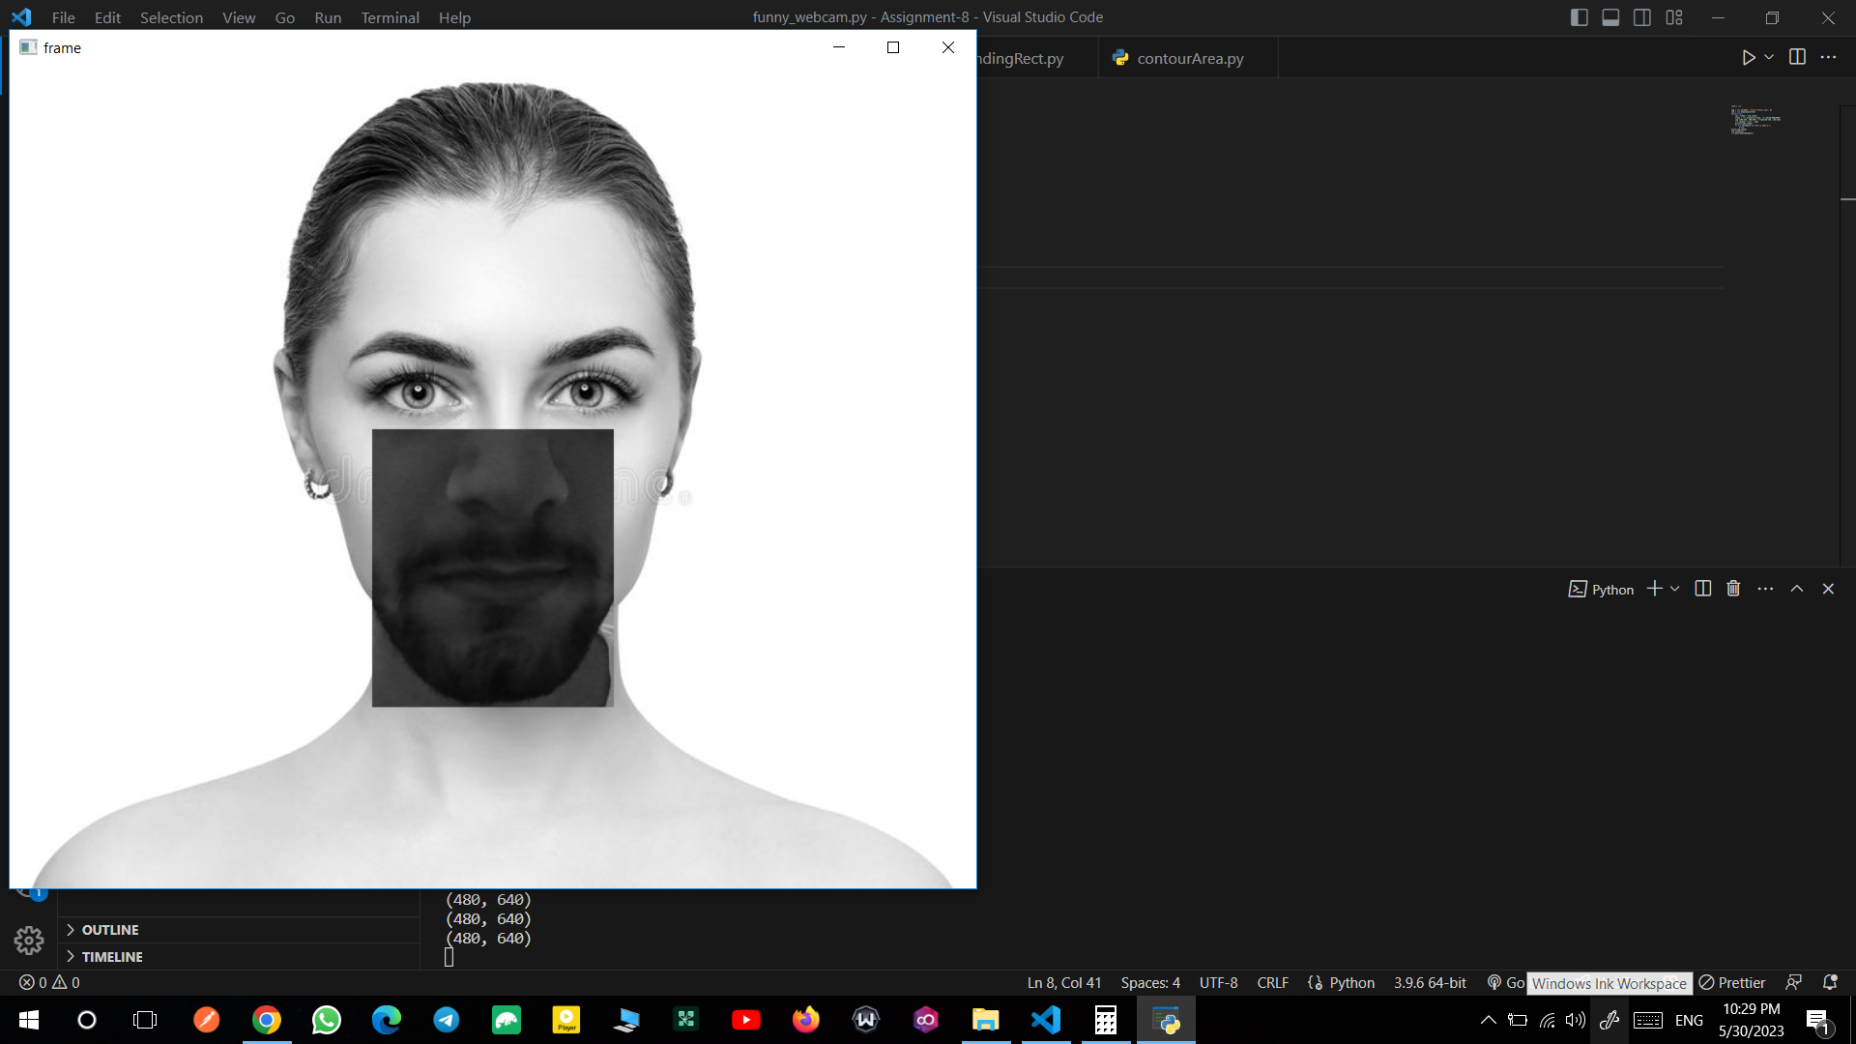 File Edit Selection View Go Run Terminal Help
funny_webcam.py - Assignment-8 - Visual Studio Code
frame
ndingRect.py
contourArea.py
Python
(480, 640)
(480, 640)
(480, 640)
OUTLINE
TIMELINE
0 0
Ln 8, Col 41 Spaces: 4 UTF-8 CRLF Python 3.9.6 64-bit Go Windows Ink Workspace Prettier
Player
ENG
10:29 PM
5/30/2023
1